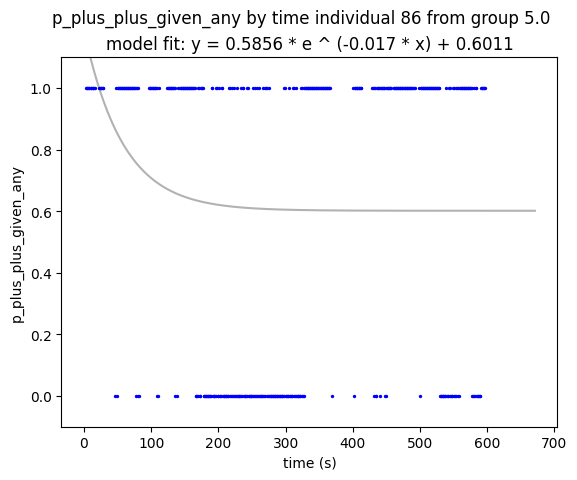 p_plus_plus_given_any by time individual 86 from group 5.0
model fit: y = 0.5856 * e ^ (-0.017 * x) + 0.6011
p_plus_plus_given_any
1.0
0.8
0.6
0.4
0.2
0.0
0 100 200 300 400 500 600 700
time (s)